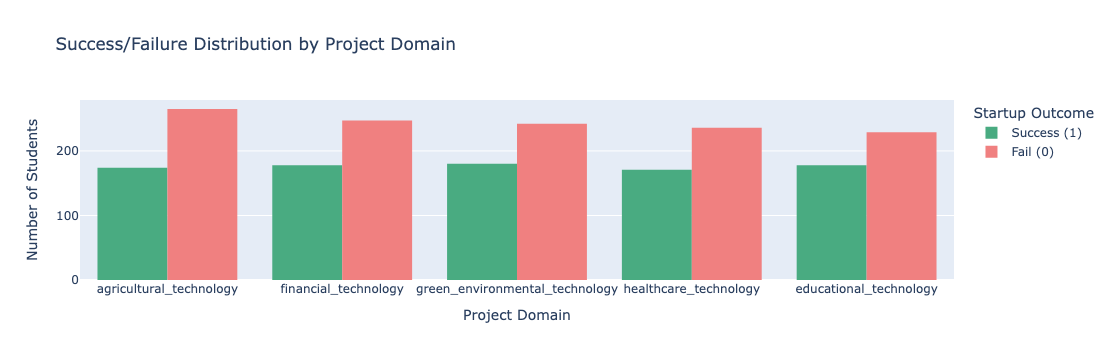 Success/Failure Distribution by Project Domain
Startup Outcome
Success (1)
Fail (0)
Number of Students
200
100
0
agricultural_technology
financial_technology
green_environmental_technology
healthcare_technology
educational_technology
Project Domain